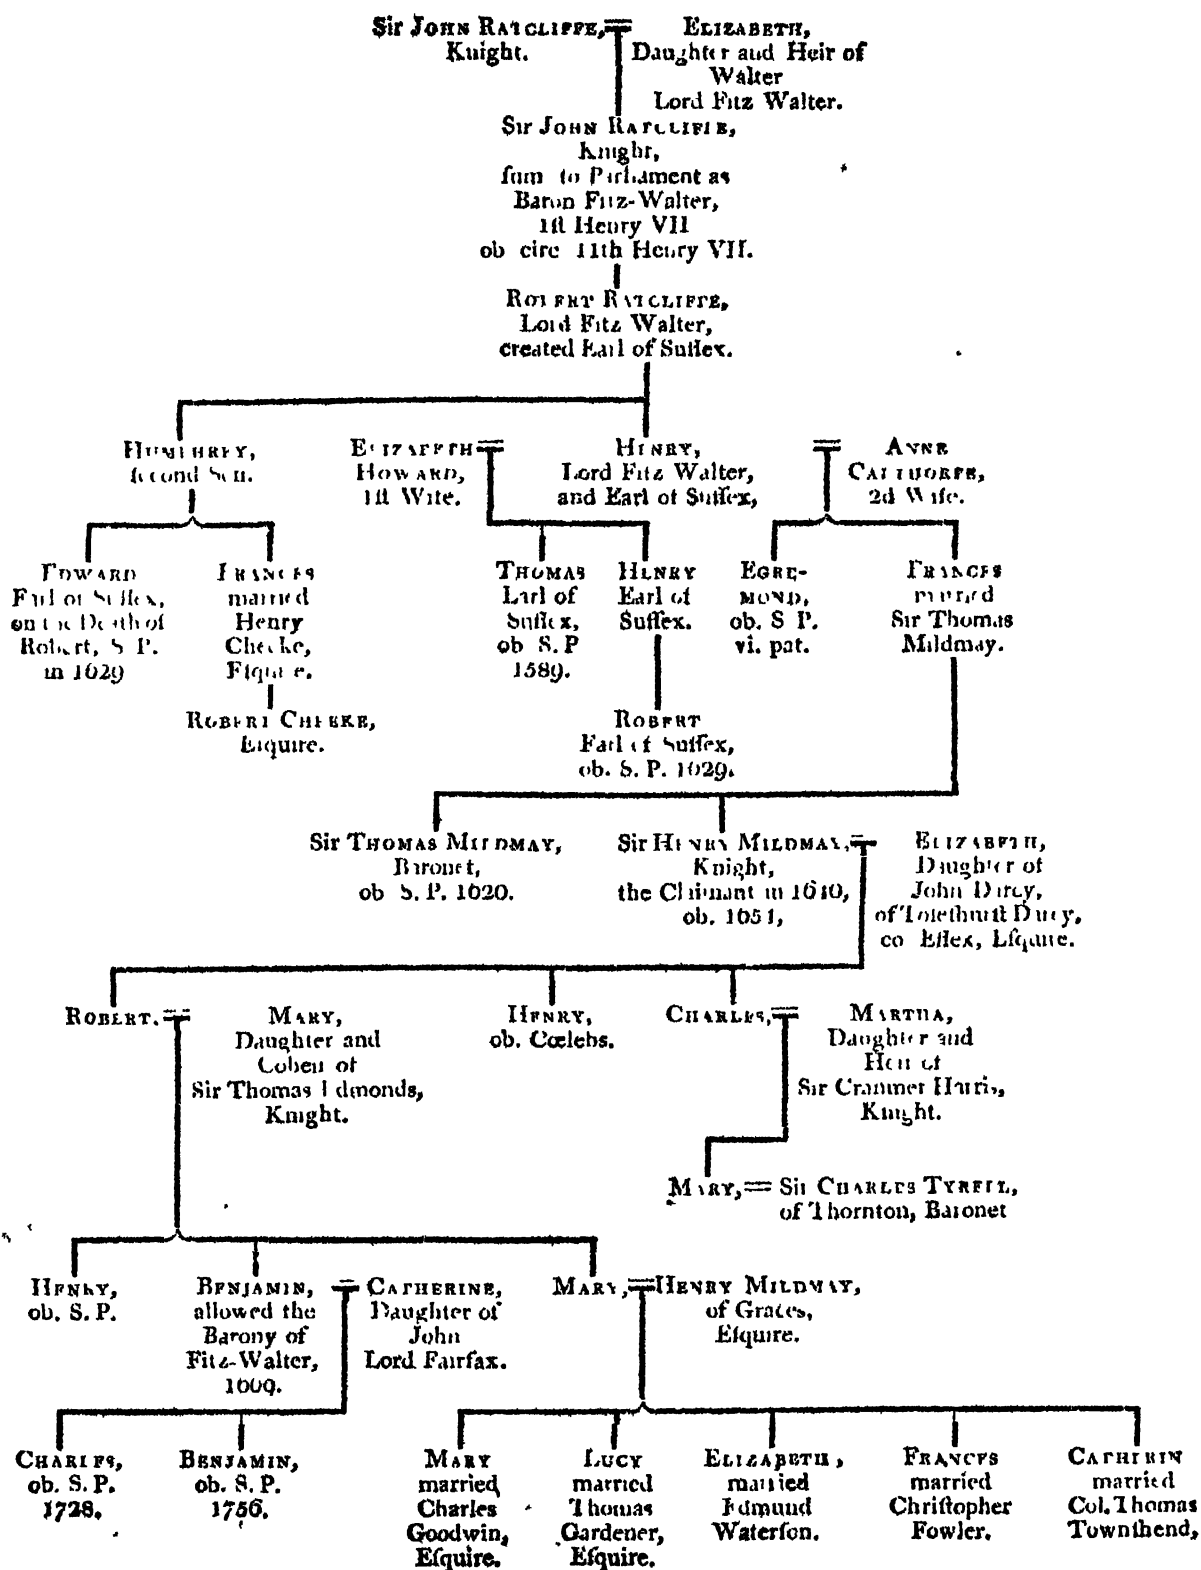 Sir JOHN RATCLIFFE,
Knight.
ELIZABETH,
Daughter and Heir of
Walter
Lord Fitz Walter.
Sir JOHN RATCLIFFE,
Knight,
ſum to Parliament as
Baron Fitz-Walter,
1ſt Henry VII
ob circ 11th Henry VII.
ROBERT RATCLIFFE,
Lord Fitz Walter,
created Earl of Suſſex.
HUMPHREY,
ſecond Son.
ELIZABETH
HOWARD,
1ſt Wife.
HENRY,
Lord Fitz Walter,
and Earl of Suſſex,
ANNE
CALTHORPE,
2d Wife.
EDWARD
Earl of Suſſex,
on the Death of
Robert, S. P.
in 1629
FRANCES
married
Henry
Cheeke,
Eſquire.
THOMAS
Earl of
Suſſex,
ob S. P
1589.
HENRY
Earl of
Suſſex.
EGRE-
MOND,
ob. S P.
vi. pat.
FRANCES
married
Sir Thomas
Mildmay.
ROBERT CHEEKE,
Eſquire.
ROBERT
Earl of Suſſex,
ob. S. P. 1629.
Sir THOMAS MILDMAY,
Baronet,
ob S. P. 1620.
Sir HENRY MILDMAY,
Knight,
the Claimant in 1640,
ob. 1654,
ELIZABETH,
Daughter of
John Darcy,
of Toleſhurſt Darcy,
co Eſſex, Eſquire.
ROBERT.
MARY,
Daughter and
Coheir of
Sir Thomas Edmonds,
Knight.
HENRY,
ob. Cœlebs.
CHARLES,
MARTHA,
Daughter and
Heir of
Sir Cranmer Harris,
Knight.
MARY,
Sir CHARLES TYRELL,
of Thornton, Baronet
HENRY,
ob. S. P.
BENJAMIN,
allowed the
Barony of
Fitz-Walter,
1669.
CATHERINE,
Daughter of
John
Lord Fairfax.
MARY,
HENRY MILDMAY,
of Graces,
Eſquire.
CHARLES,
ob. S. P.
1728.
BENJAMIN,
ob. S. P.
1756.
MARY
married
Charles
Goodwin,
Eſquire.
LUCY
married
Thomas
Gardener,
Eſquire.
ELIZABETH,
married
Edmund
Waterſon.
FRANCES
married
Chriſtopher
Fowler.
CATHERIN
married
Col. Thomas
Townſhend,